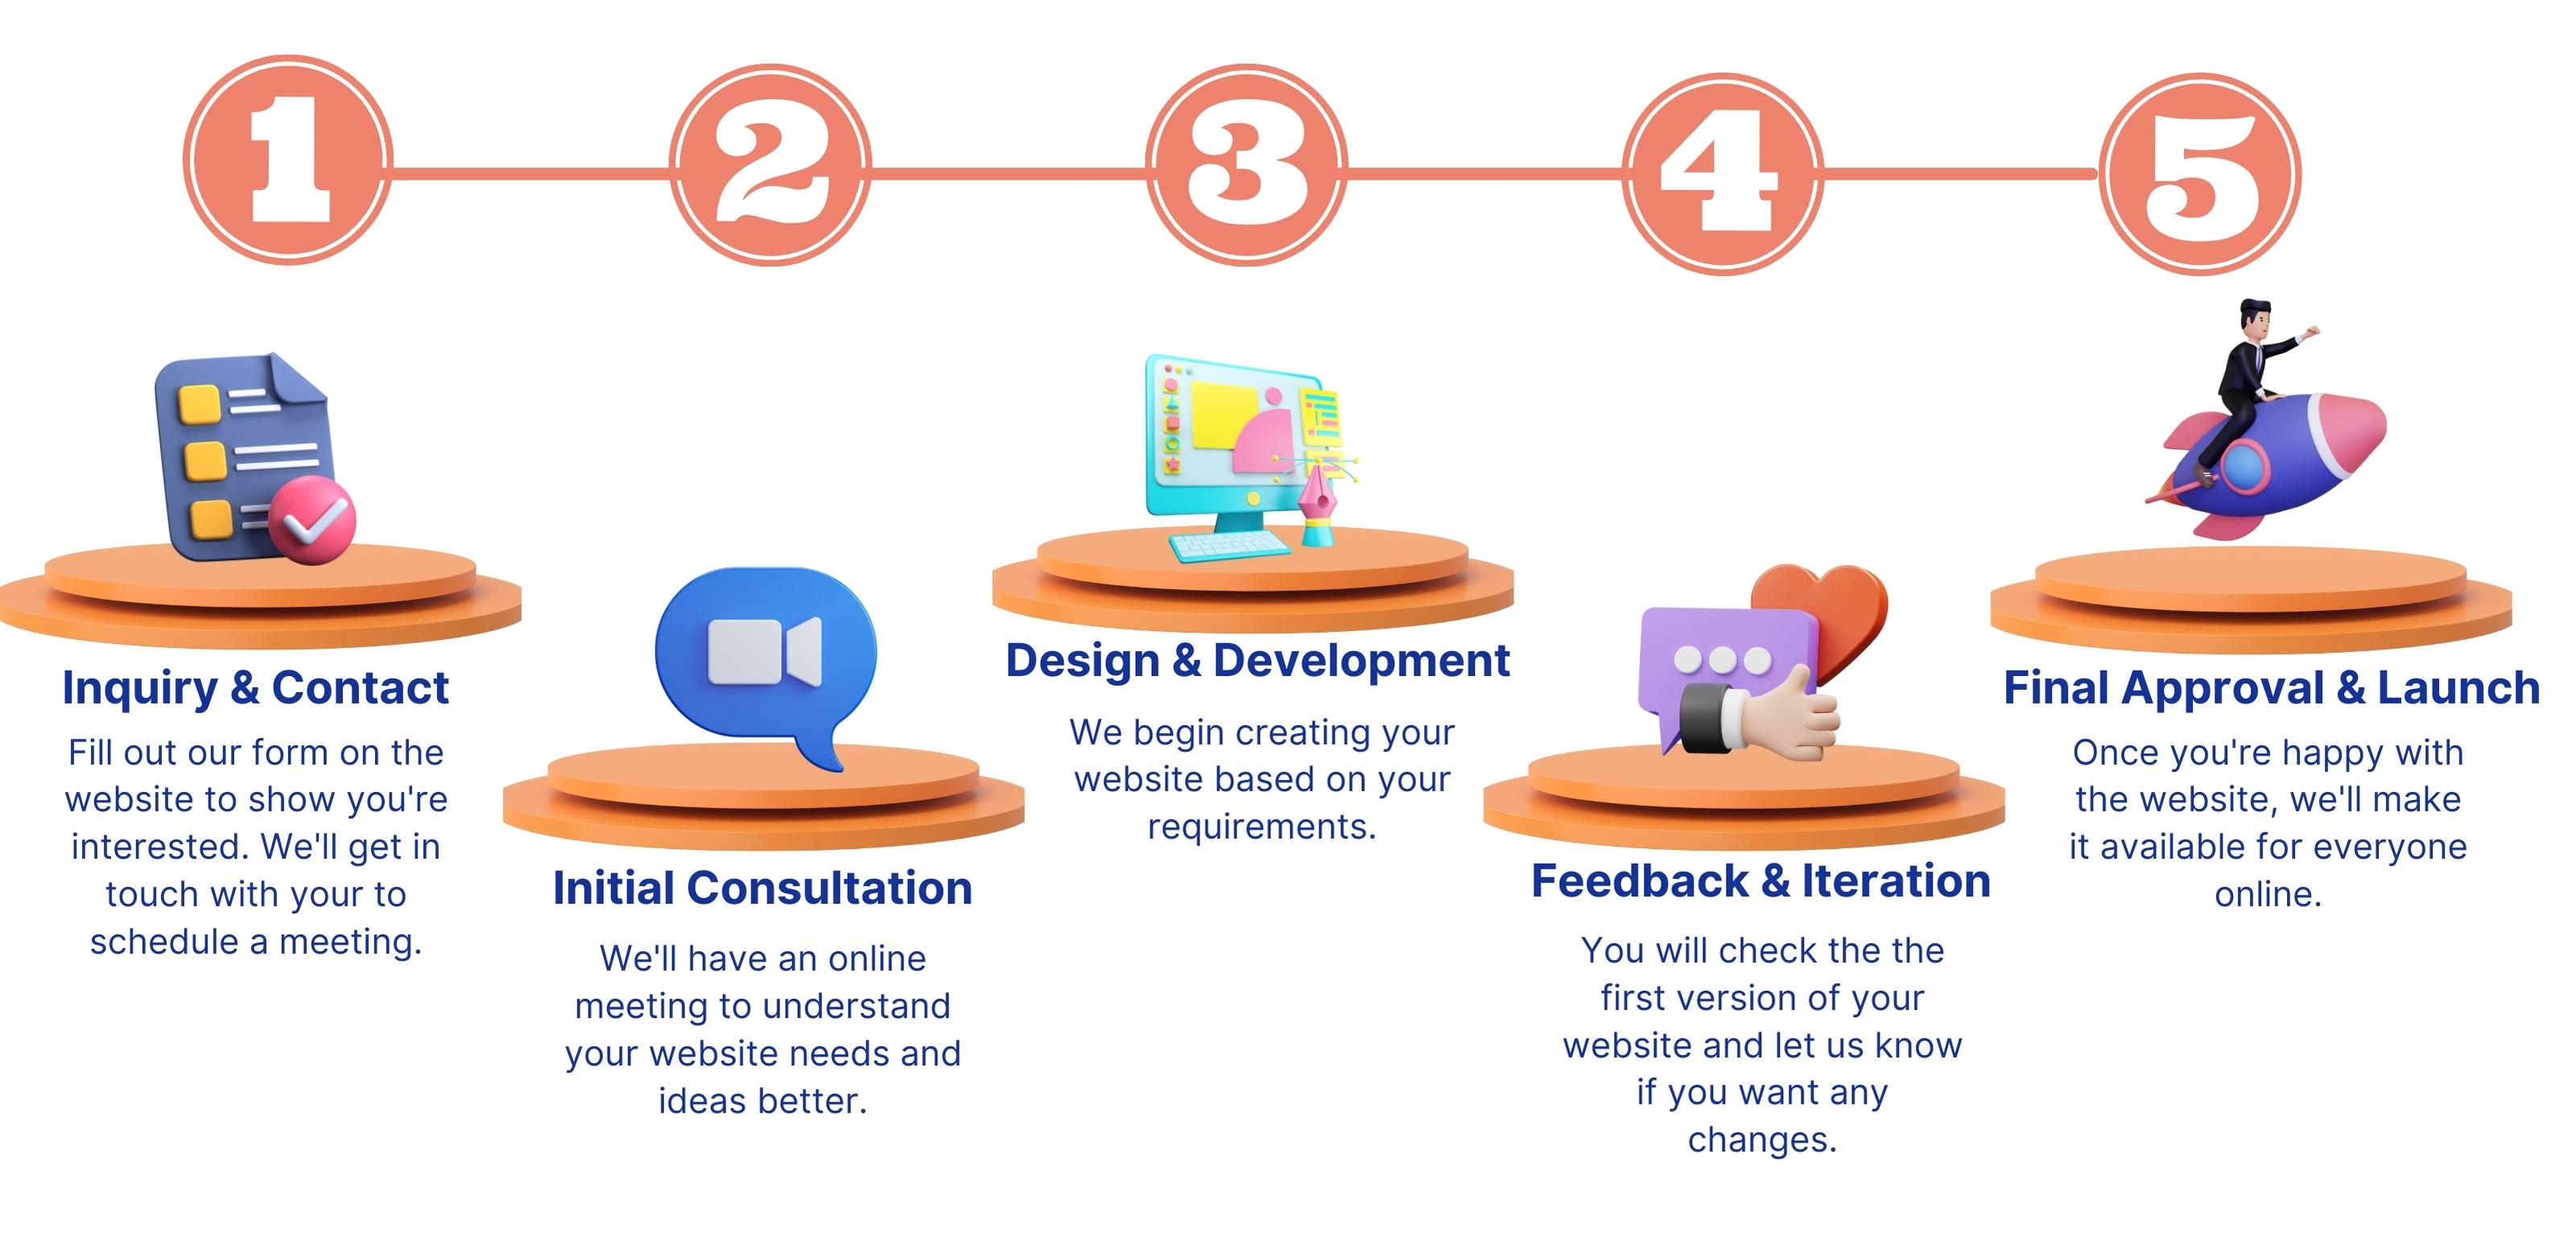 1
2
3
4
5
Inquiry & Contact
Fill out our form on the
website to show you're
interested. We'll get in
touch with your to
schedule a meeting.
Initial Consultation
We'll have an online
meeting to understand
your website needs and
ideas better.
Design & Development
We begin creating your
website based on your
requirements.
Feedback & Iteration
You will check the the
first version of your
website and let us know
if you want any
changes.
Final Approval & Launch
Once you're happy with
the website, we'll make
it available for everyone
online.